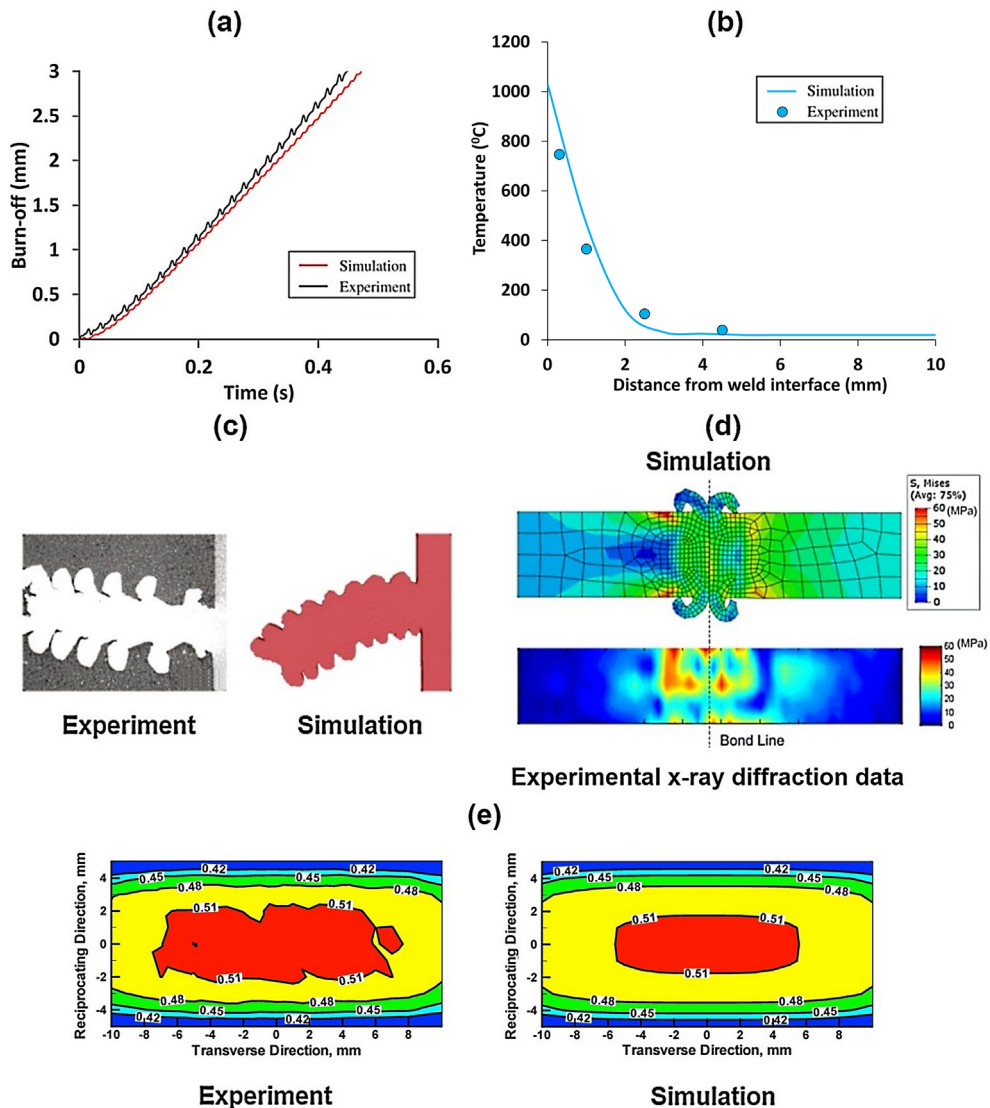 (a)
Burn-off (mm)
3
2.5
2
1.5
1
0.5
0
0
0.2
0.4
0.6
Time (s)
Simulation
Experiment
(b)
Temperature (⁰C)
1200
1000
800
600
400
200
0
0
2
4
6
8
10
Distance from weld interface (mm)
Simulation
Experiment
(c)
Experiment
Simulation
(d)
Simulation
S, Mises
(Avg: 75%)
60 (MPa)
50
40
30
20
10
0
(MPa)
60
50
40
30
20
10
0
Bond Line
Experimental x-ray diffraction data
(e)
Reciprocating Direction, mm
4
2
0
-2
-4
0.42 0.42
0.45 0.45
0.48 0.48
0.51 0.51
0.51 0.51
0.48 0.48
0.45 0.45
0.42
-10 -8 -6 -4 -2 0 2 4 6 8
Transverse Direction, mm
Experiment
Reciprocating Direction, mm
4
2
0
-2
-4
0.42 0.42
0.45 0.45
0.48 0.48
0.51 0.51
0.51
0.48 0.48
0.45 0.45
0.42 0.42
-10 -8 -6 -4 -2 0 2 4 6 8
Transverse Direction, mm
Simulation